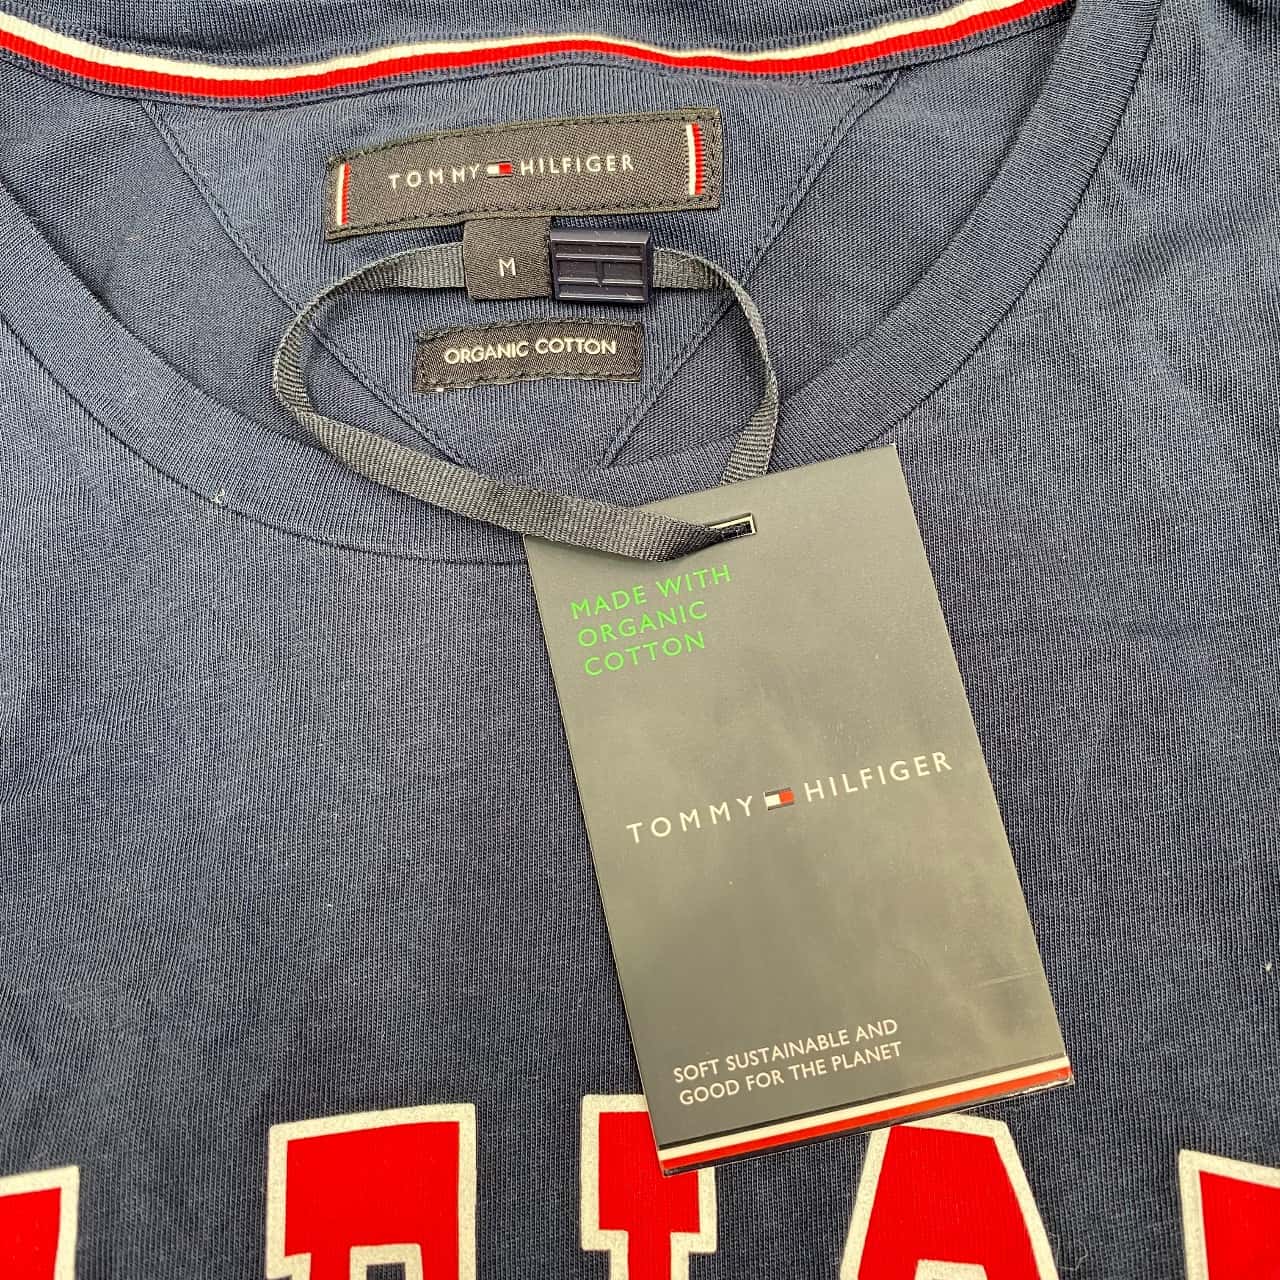 TOMMY HILFIGER
M
ORGANIC COTTON
MADE WITH
ORGANIC
COTTON
TOMMY HILFIGER
SOFT SUSTAINABLE AND
GOOD FOR THE PLANET